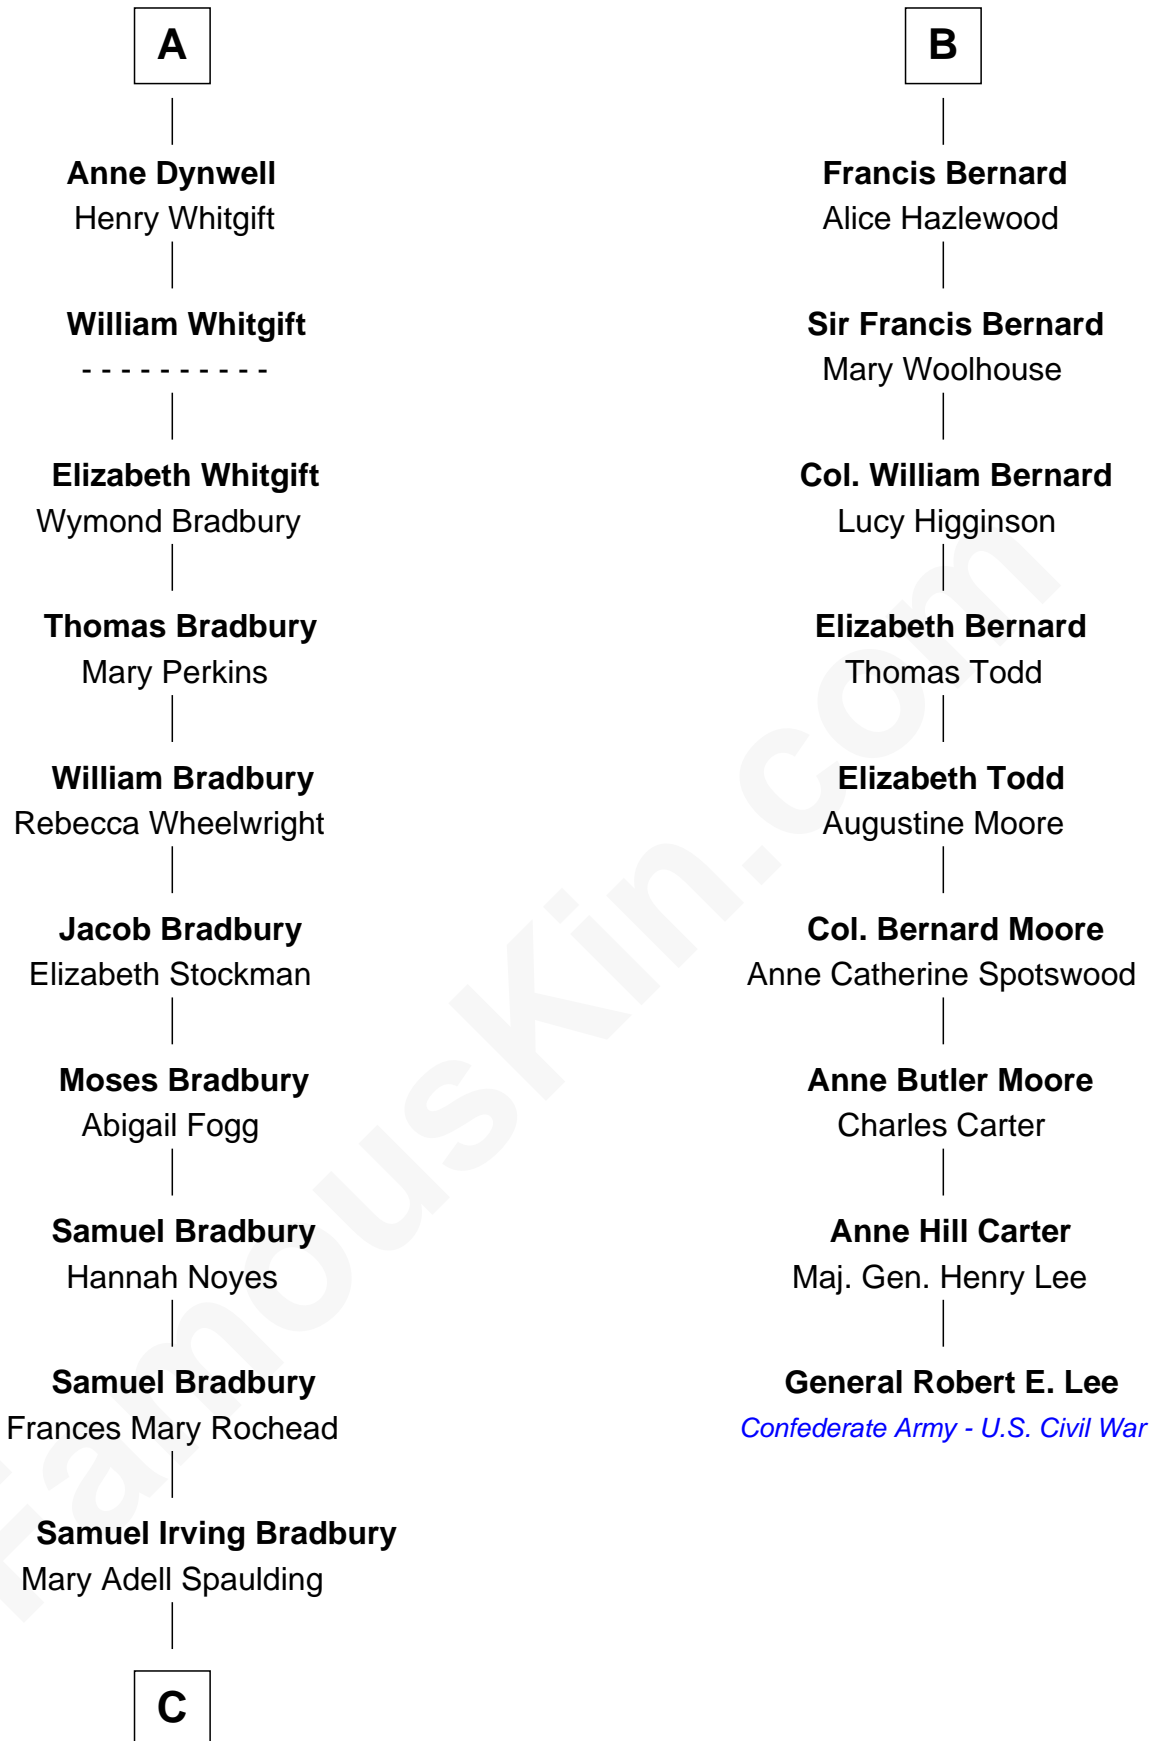 A
Anne Dynwell
Henry Whitgift
William Whitgift
- - - - - - - - - -
Elizabeth Whitgift
Wymond Bradbury
Thomas Bradbury
Mary Perkins
William Bradbury
Rebecca Wheelwright
Jacob Bradbury
Elizabeth Stockman
Moses Bradbury
Abigail Fogg
Samuel Bradbury
Hannah Noyes
Samuel Bradbury
Frances Mary Rochead
Samuel Irving Bradbury
Mary Adell Spaulding
C
B
Francis Bernard
Alice Hazlewood
Sir Francis Bernard
Mary Woolhouse
Col. William Bernard
Lucy Higginson
Elizabeth Bernard
Thomas Todd
Elizabeth Todd
Augustine Moore
Col. Bernard Moore
Anne Catherine Spotswood
Anne Butler Moore
Charles Carter
Anne Hill Carter
Maj. Gen. Henry Lee
General Robert E. Lee
Confederate Army - U.S. Civil War
FamousKin.com